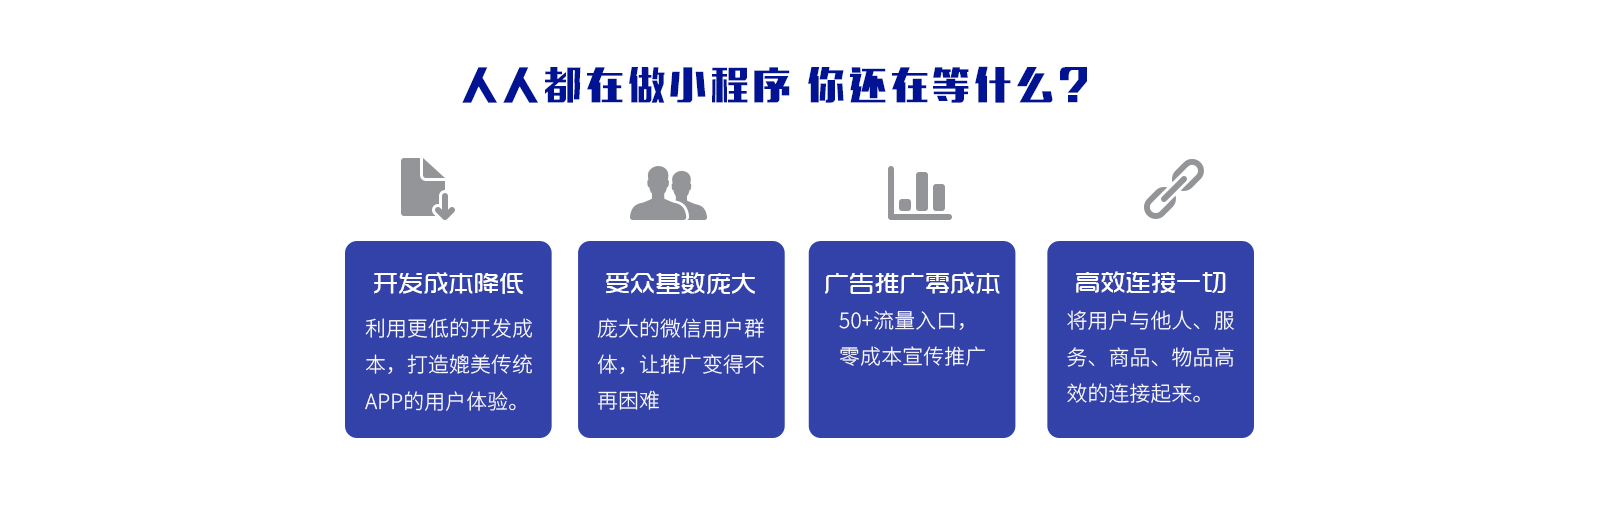 人人都在做小程序 你还在等什么?
开发成本降低
利用更低的开发成
本，打造媲美传统
APP的用户体验。
受众基数庞大
庞大的微信用户群
体，让推广变得不
再困难
广告推广零成本
50+流量入口，
零成本宣传推广
高效连接一切
将用户与他人、服
务、商品、物品高
效的连接起来。